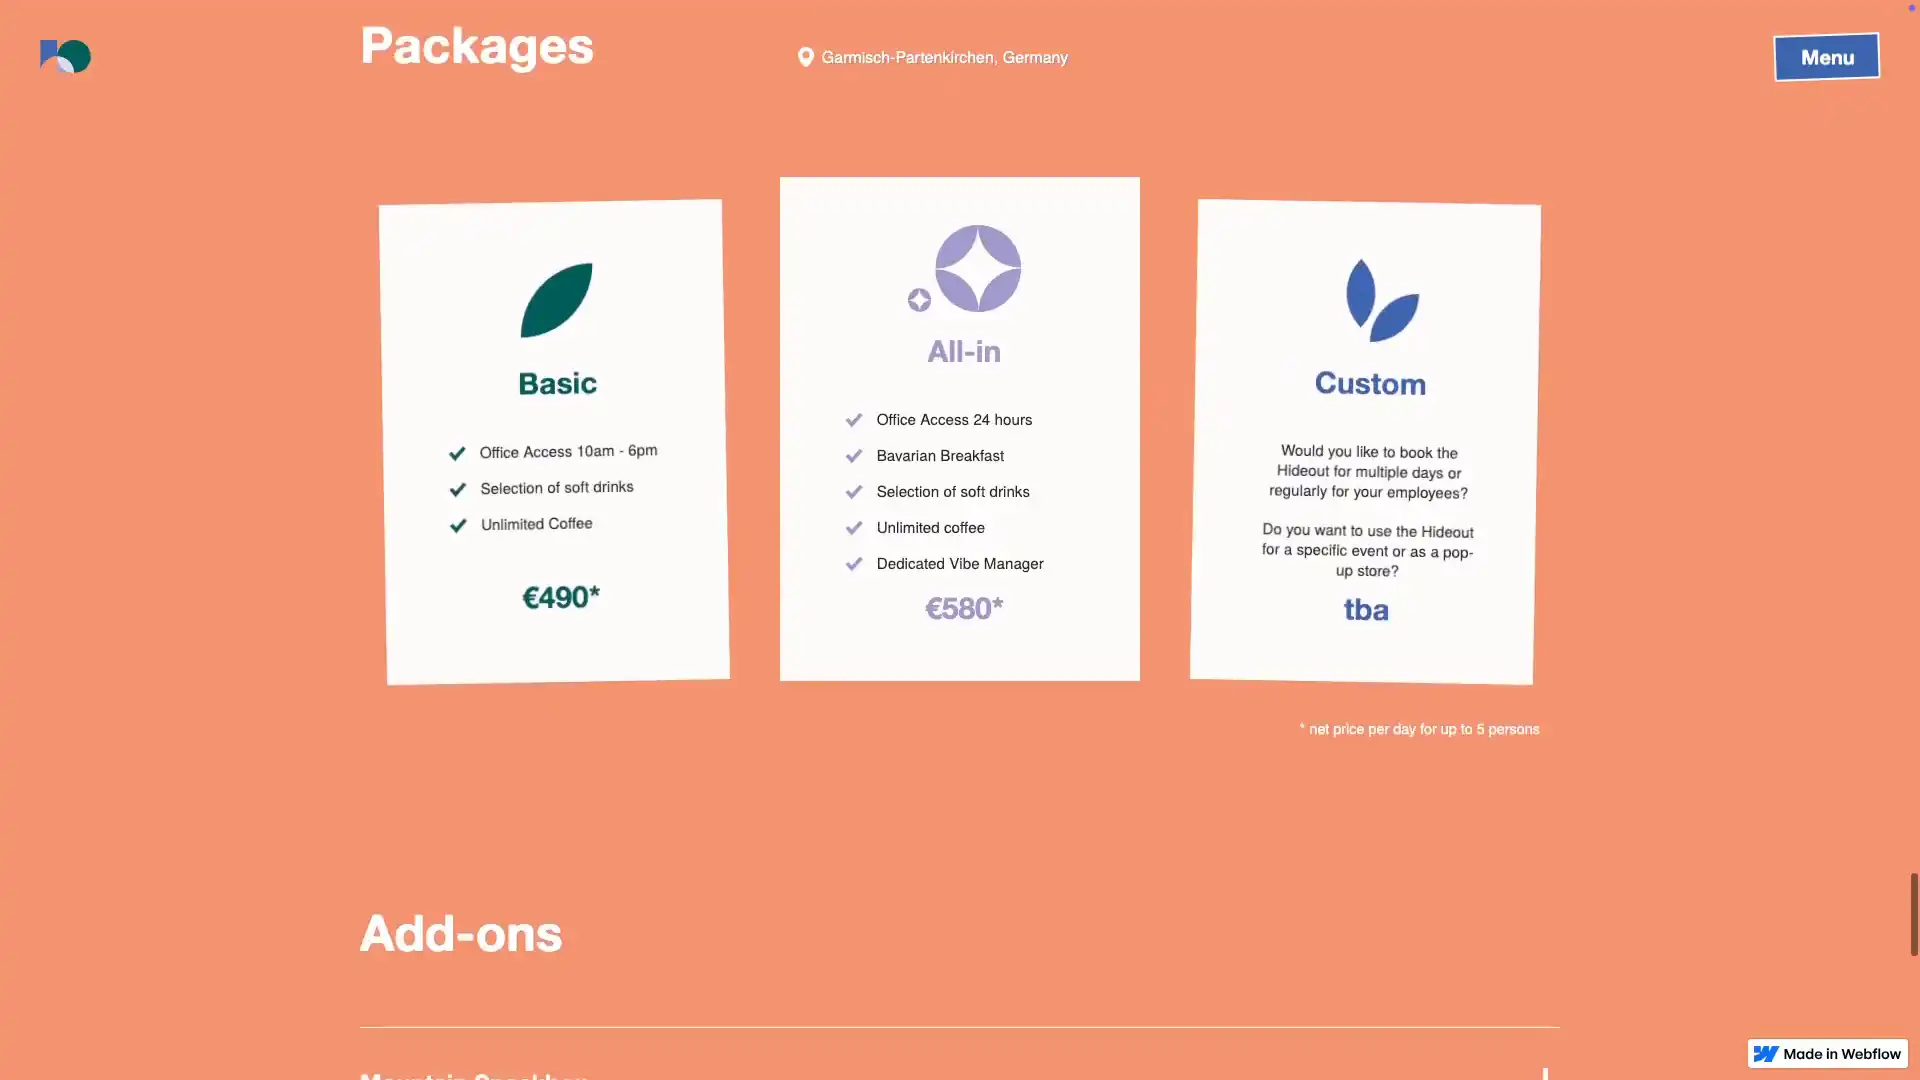 Packages
Garmisch-Partenkirchen, Germany
Menu
Basic
Office Access 10am - 6pm
Selection of soft drinks
Unlimited Coffee
€490*
All-in
Office Access 24 hours
Bavarian Breakfast
Selection of soft drinks
Unlimited coffee
Dedicated Vibe Manager
€580*
Custom
Would you like to book the
Hideout for multiple days or
regularly for your employees?
Do you want to use the Hideout
for a specific event or as a pop-
up store?
tba
* net price per day for up to 5 persons
Add-ons
Made in Webflow